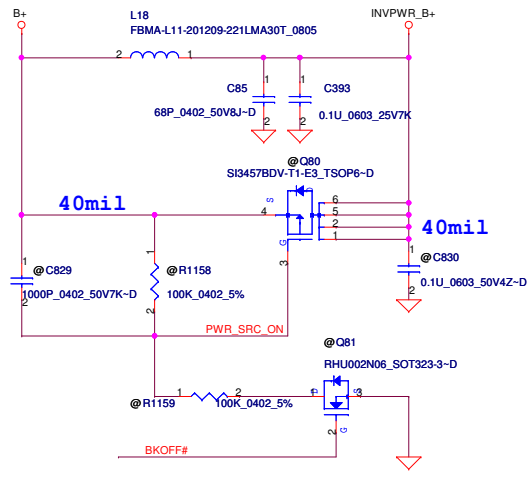 B+
L18
INVPWR_B+
FBMA-L11-201209-221LMA30T_0805
2
1
1
C85
1
C393
68P_0402_50V8J~D
2
2
0.1U_0603_25V7K
@Q80
SI3457BDV-T1-E3_TSOP6~D
40mil
S
D
4
6
5
2
1
40mil
G
3
1
@C829
1
@R1158
1
@C830
1000P_0402_50V7K~D
2
100K_0402_5%
2
0.1U_0603_50V4Z~D
2
PWR_SRC_ON
@Q81
RHU002N06_SOT323-3~D
1
2
1
D
S
3
@R1159
100K_0402_5%
2
G
BKOFF#